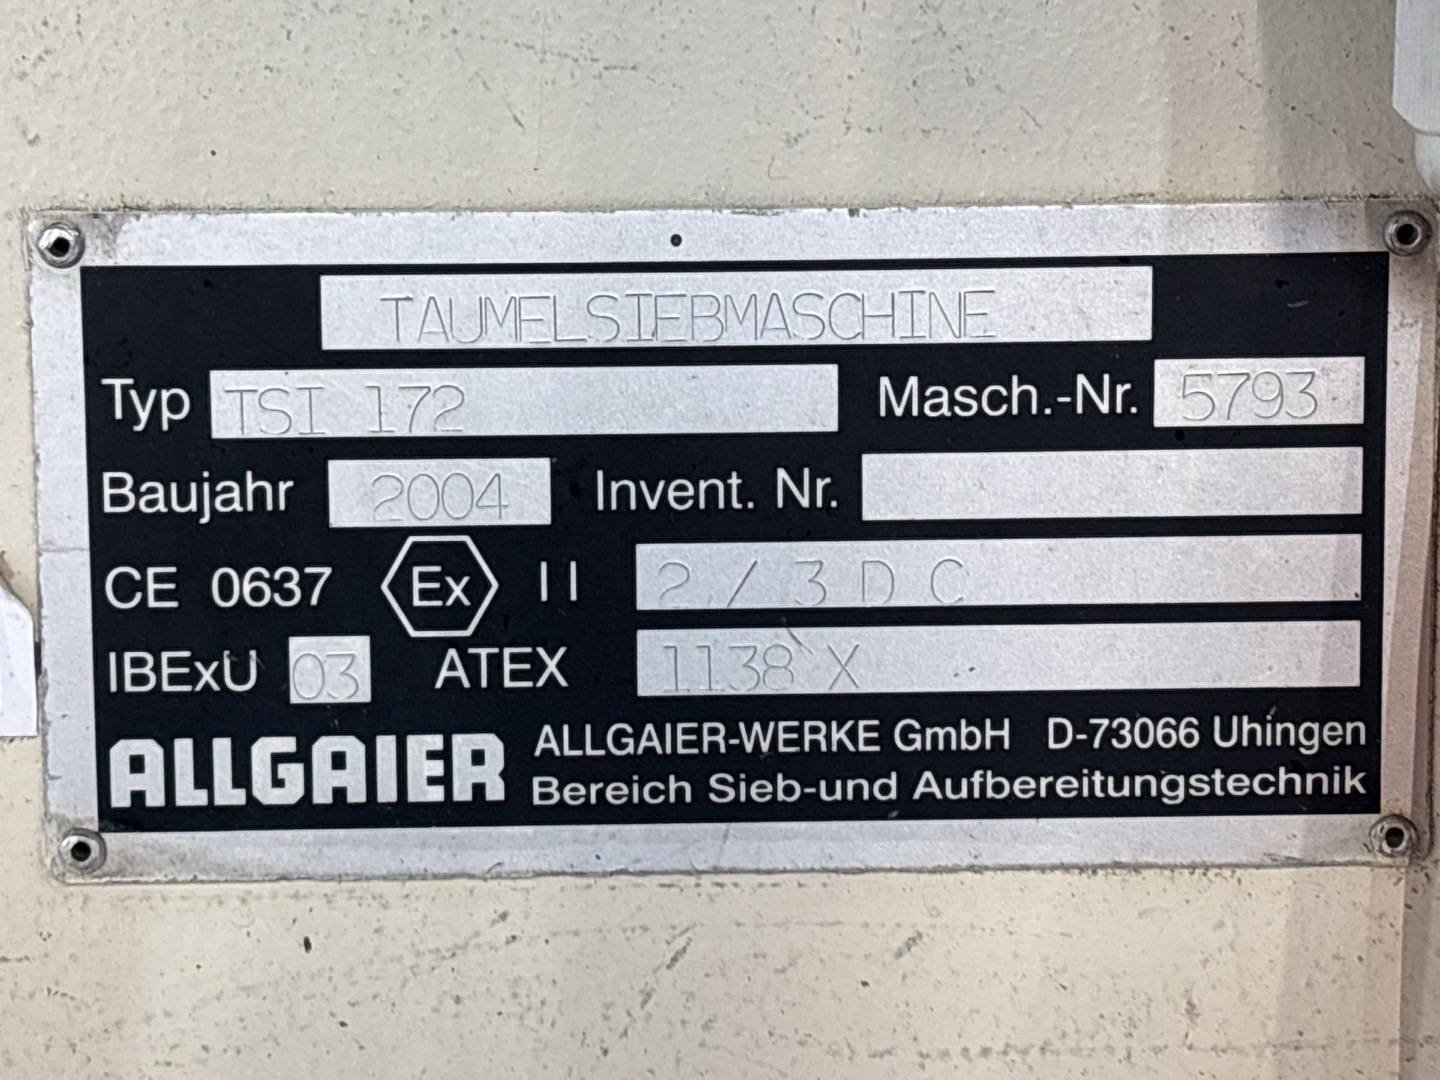 TAUMELSIEBMASCHINE
Typ TSI 172 Masch.-Nr. 5793
Baujahr 2004 Invent. Nr.
CE 0637 Ex II 2 / 3 D C
IBExU 03 ATEX 1138 X
ALLGAIER ALLGAIER-WERKE GmbH D-73066 Uhingen
Bereich Sieb-und Aufbereitungstechnik